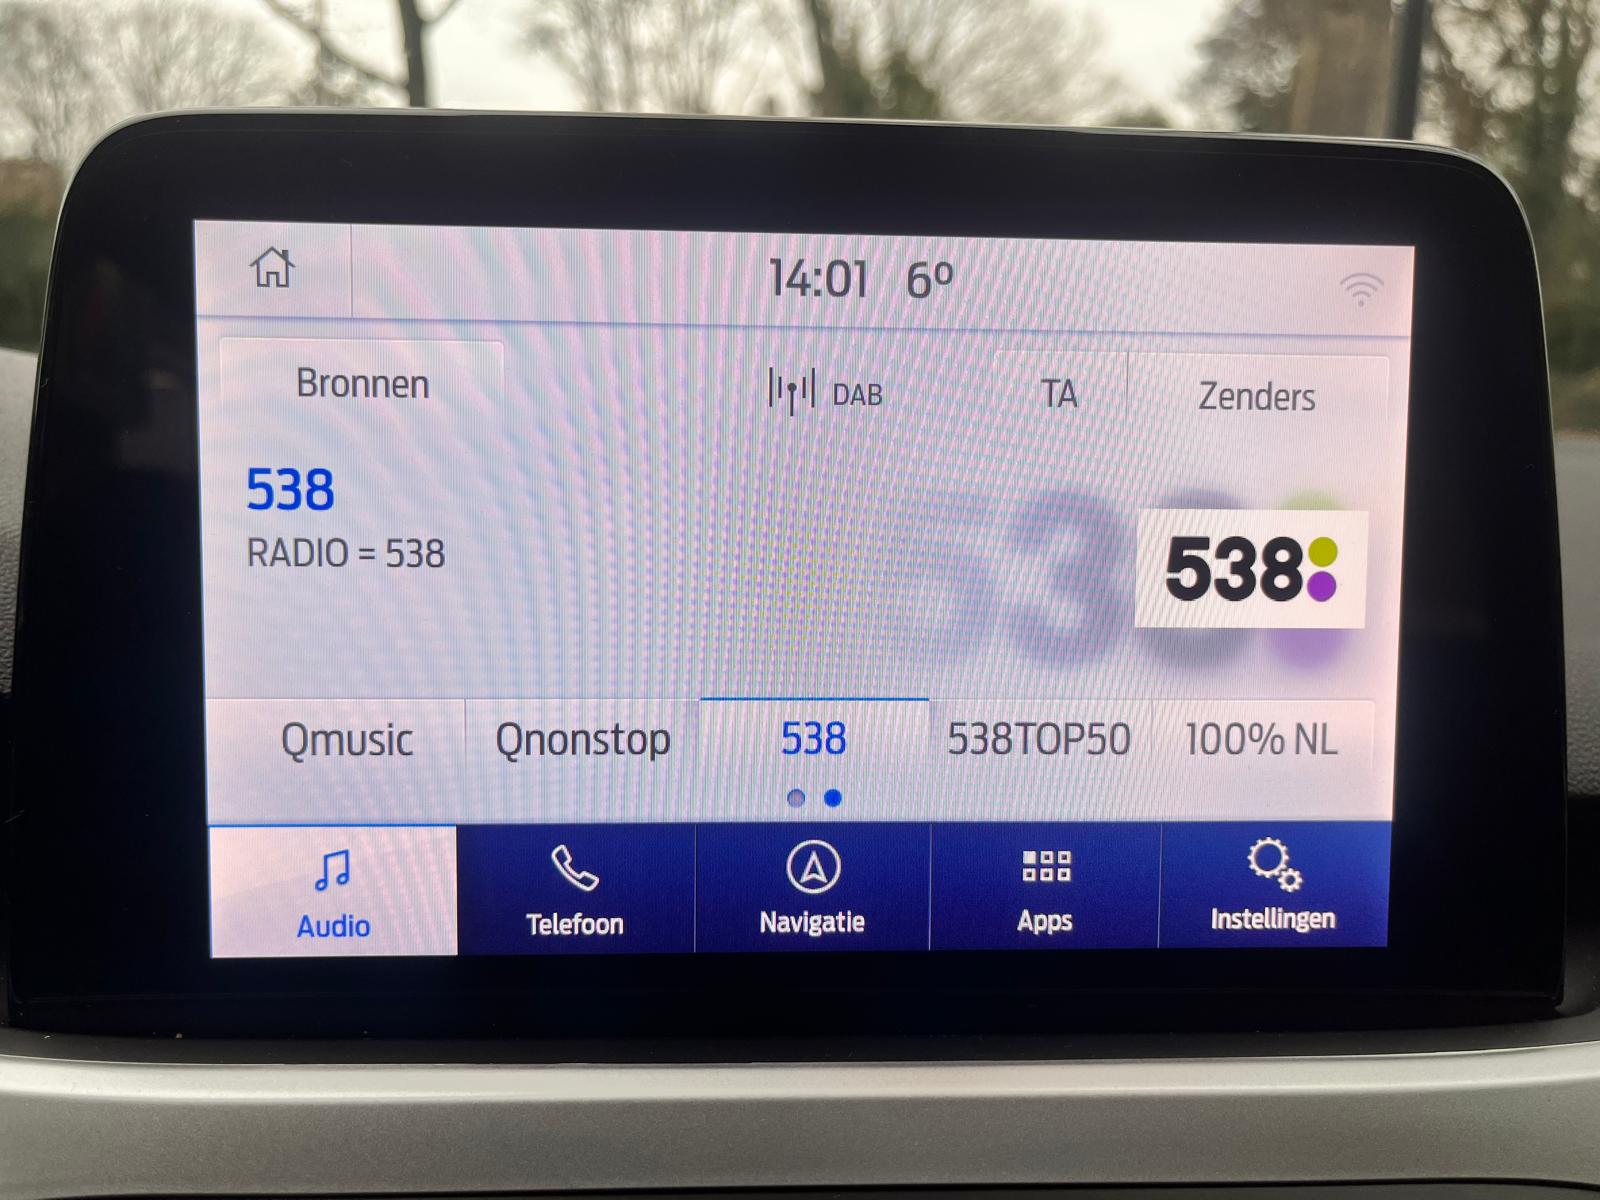 14:01 6º
Bronnen DAB TA Zenders
538
RADIO = 538
538
Qmusic Qnonstop 538 538TOP50 100% NL
Audio Telefoon Navigatie Apps Instellingen